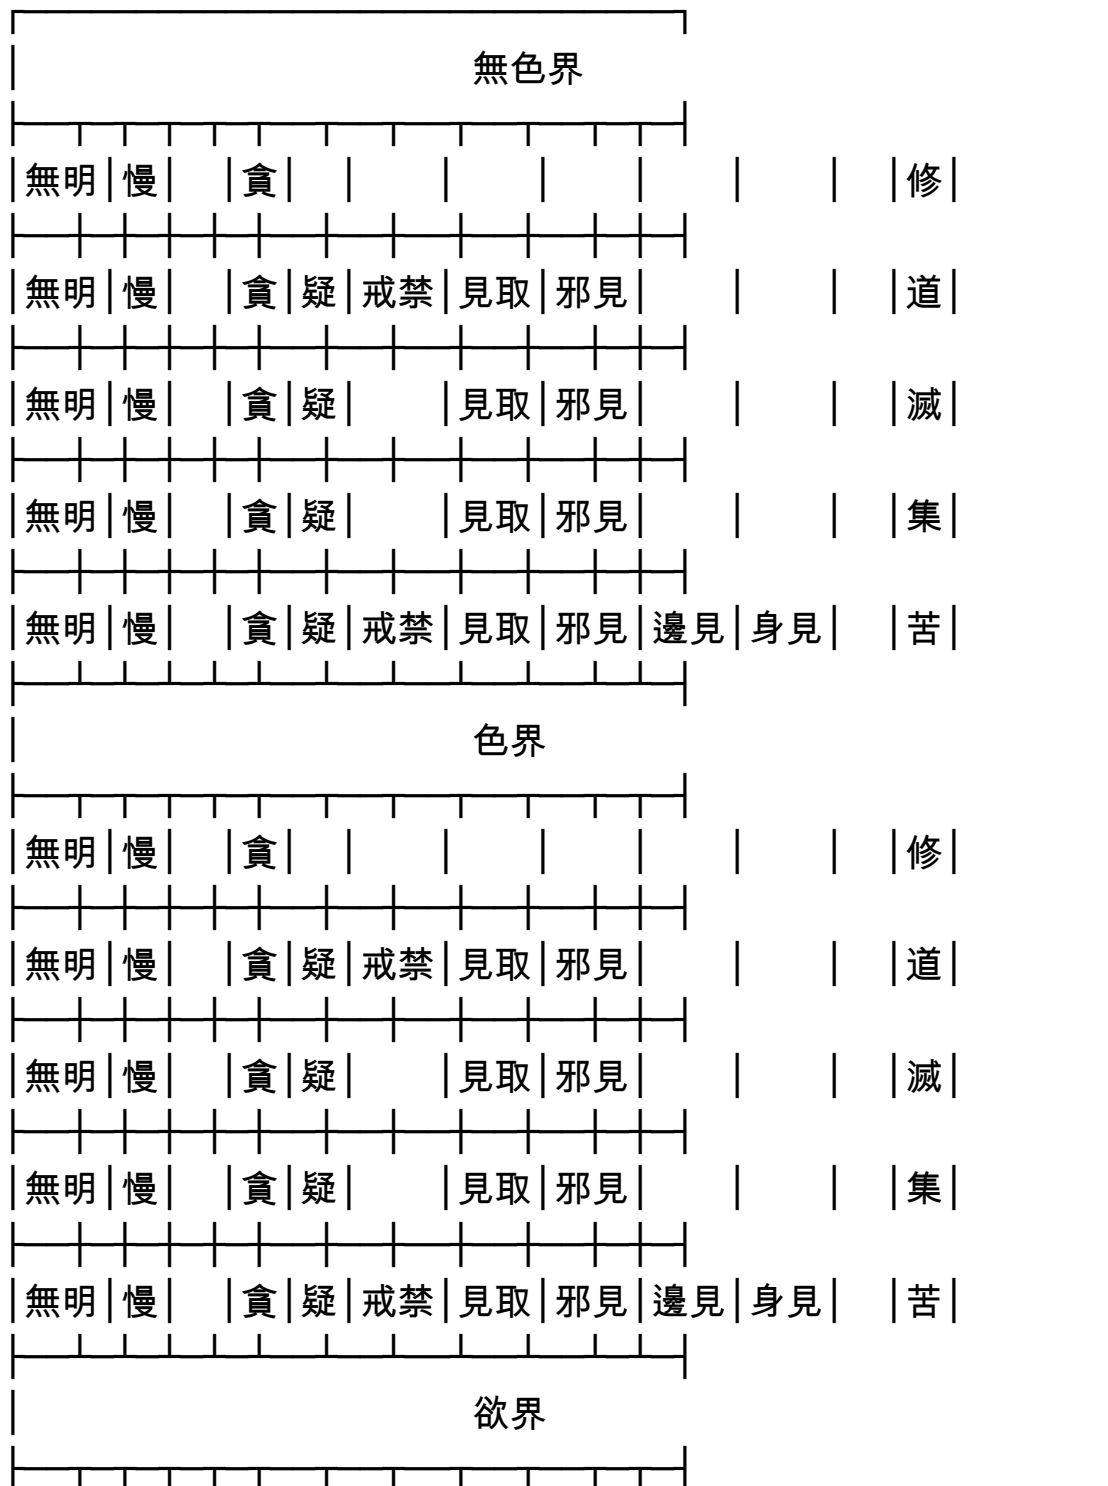 無色界
無明 慢 貪 修
無明 慢 貪 疑 戒禁 見取 邪見 道
無明 慢 貪 疑 見取 邪見 滅
無明 慢 貪 疑 見取 邪見 集
無明 慢 貪 疑 戒禁 見取 邪見 邊見 身見 苦
色界
無明 慢 貪 修
無明 慢 貪 疑 戒禁 見取 邪見 道
無明 慢 貪 疑 見取 邪見 滅
無明 慢 貪 疑 見取 邪見 集
無明 慢 貪 疑 戒禁 見取 邪見 邊見 身見 苦
欲界